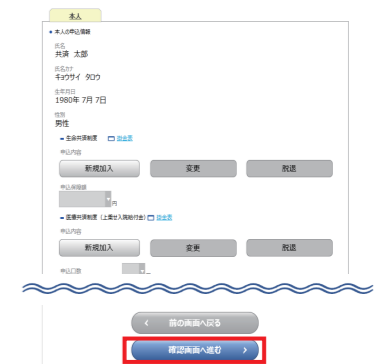 本人
本人の申込情報
氏名
共済 太郎
氏名カナ
キョウサイ タロウ
生年月日
1980年 7月 7日
性別
男性
生命共済制度 掛金表
申込内容
新規加入 変更 脱退
申込保障額
円
医療共済制度（上乗せ入院給付金） 掛金表
申込内容
新規加入 変更 脱退
申込口数
前の画面へ戻る
確認画面へ進む